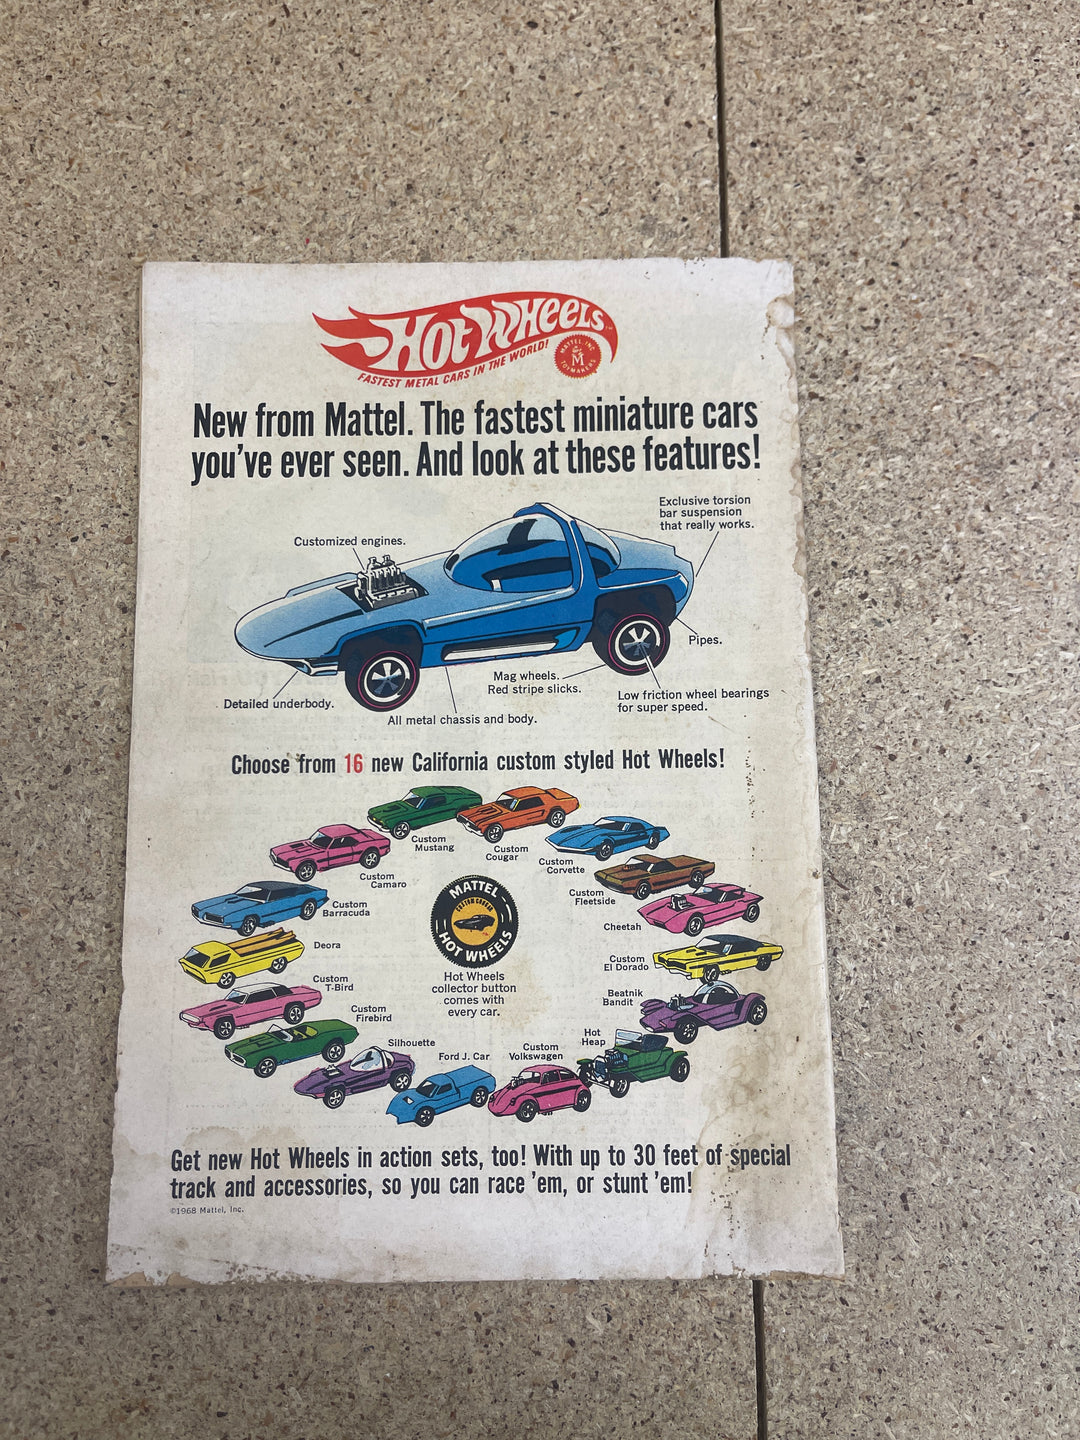 HOT WHEELS
FASTEST METAL CARS IN THE WORLD!
MATTEL, INC.
M
TOYMAKERS
New from Mattel. The fastest miniature cars
you've ever seen. And look at these features!
Exclusive torsion
bar suspension
that really works.
Customized engines.
Pipes.
Mag wheels.
Red stripe slicks.
Low friction wheel bearings
for super speed.
Detailed underbody.
All metal chassis and body.
Choose from 16 new California custom styled Hot Wheels!
Custom
Mustang
Custom
Cougar
Custom
Corvette
Custom
Camaro
Custom
Fleetside
Custom
Barracuda
Cheetah
Deora
Custom
El Dorado
Custom
T-Bird
Beatnik
Bandit
Custom
Firebird
Hot
Heap
Silhouette
Ford J. Car
Custom
Volkswagen
MATTEL
CUSTOM COUGAR
HOT WHEELS
Hot Wheels
collector button
comes with
every car.
Get new Hot Wheels in action sets, too! With up to 30 feet of special
track and accessories, so you can race 'em, or stunt 'em!
©1968 Mattel, Inc.